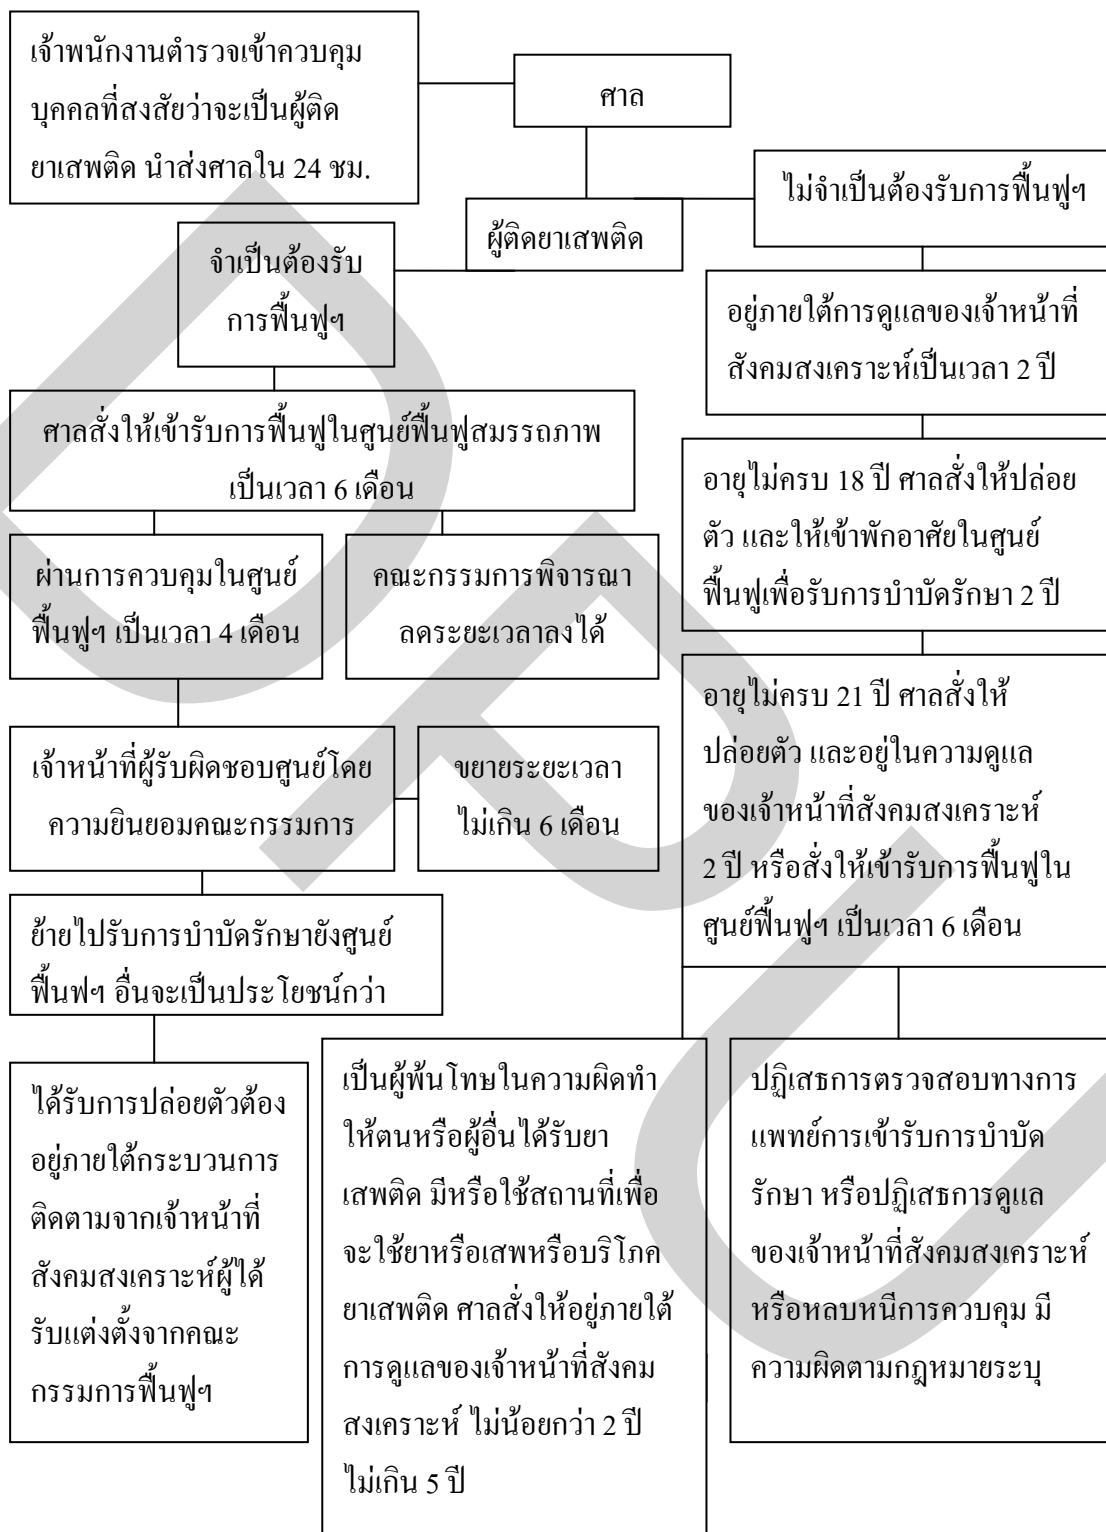 เจ้าพนักงานตำรวจเข้าควบคุม
บุคคลที่สงสัยว่าจะเป็นผู้ติด
ยาเสพติด นำส่งศาลใน 24 ชม.
ศาล
ไม่จำเป็นต้องรับการฟื้นฟูฯ
ผู้ติดยาเสพติด
จำเป็นต้องรับ
การฟื้นฟูฯ
อยู่ภายใต้การดูแลของเจ้าหน้าที่
สังคมสงเคราะห์เป็นเวลา 2 ปี
ศาลสั่งให้เข้ารับการฟื้นฟูในศูนย์ฟื้นฟูสมรรถภาพ
เป็นเวลา 6 เดือน
อายุไม่ครบ 18 ปี ศาลสั่งให้ปล่อย
ตัว และให้เข้าพักอาศัยในศูนย์
ฟื้นฟูเพื่อรับการบำบัดรักษา 2 ปี
ผ่านการควบคุมในศูนย์
ฟื้นฟูฯ เป็นเวลา 4 เดือน
คณะกรรมการพิจารณา
ลดระยะเวลาลงได้
อายุไม่ครบ 21 ปี ศาลสั่งให้
ปล่อยตัว และอยู่ในความดูแล
ของเจ้าหน้าที่สังคมสงเคราะห์
2 ปี หรือสั่งให้เข้ารับการฟื้นฟูใน
ศูนย์ฟื้นฟูฯ เป็นเวลา 6 เดือน
เจ้าหน้าที่ผู้รับผิดชอบศูนย์โดย
ความยินยอมคณะกรรมการ
ขยายระยะเวลา
ไม่เกิน 6 เดือน
ย้ายไปรับการบำบัดรักษายังศูนย์
ฟื้นฟฯ อื่นจะเป็นประโยชน์กว่า
ได้รับการปล่อยตัวต้อง
อยู่ภายใต้กระบวนการ
ติดตามจากเจ้าหน้าที่
สังคมสงเคราะห์ผู้ได้
รับแต่งตั้งจากคณะ
กรรมการฟื้นฟูฯ
เป็นผู้พ้นโทษในความผิดทำ
ให้ตนหรือผู้อื่นได้รับยา
เสพติด มีหรือใช้สถานที่เพื่อ
จะใช้ยาหรือเสพหรือบริโภค
ยาเสพติด ศาลสั่งให้อยู่ภายใต้
การดูแลของเจ้าหน้าที่สังคม
สงเคราะห์ ไม่น้อยกว่า 2 ปี
ไม่เกิน 5 ปี
ปฏิเสธการตรวจสอบทางการ
แพทย์การเข้ารับการบำบัด
รักษา หรือปฏิเสธการดูแล
ของเจ้าหน้าที่สังคมสงเคราะห์
หรือหลบหนีการควบคุม มี
ความผิดตามกฎหมายระบุ
DPU